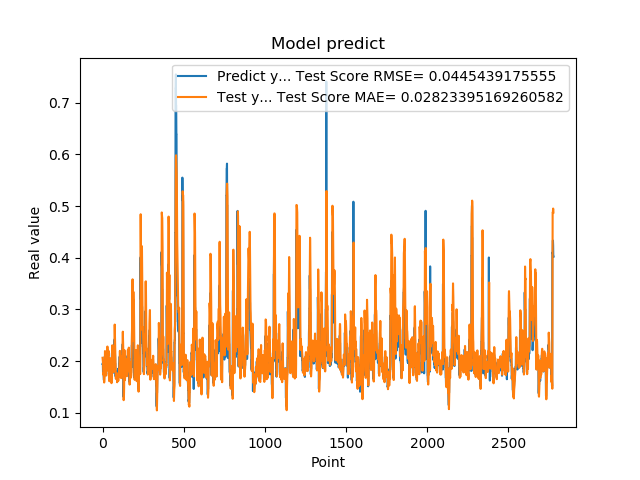 Model predict
Predict y... Test Score RMSE= 0.0445439175555
Test y... Test Score MAE= 0.02823395169260582
0.7
0.6
0.5
0.4
0.3
0.2
0.1
Real value
0 500 1000 1500 2000 2500
Point